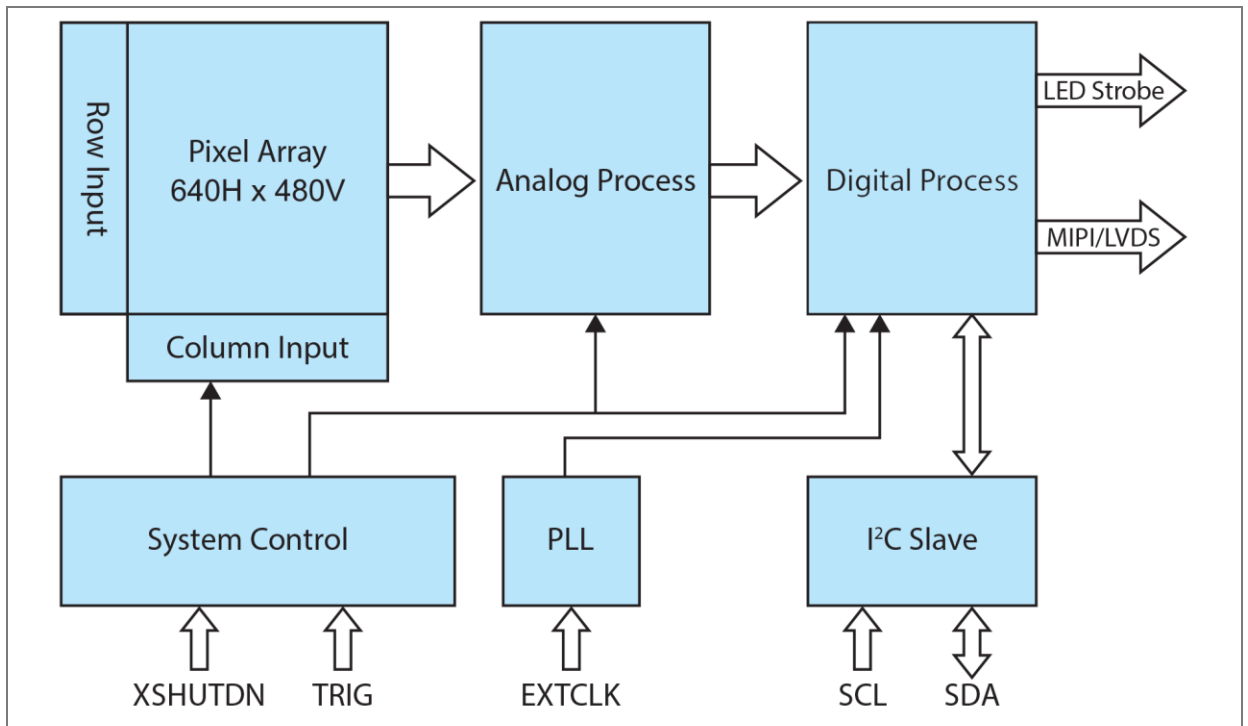 Row Input
Pixel Array
640H x 480V
Column Input
Analog Process
Digital Process
LED Strobe
MIPI/LVDS
System Control
PLL
I²C Slave
XSHUTDN
TRIG
EXTCLK
SCL
SDA